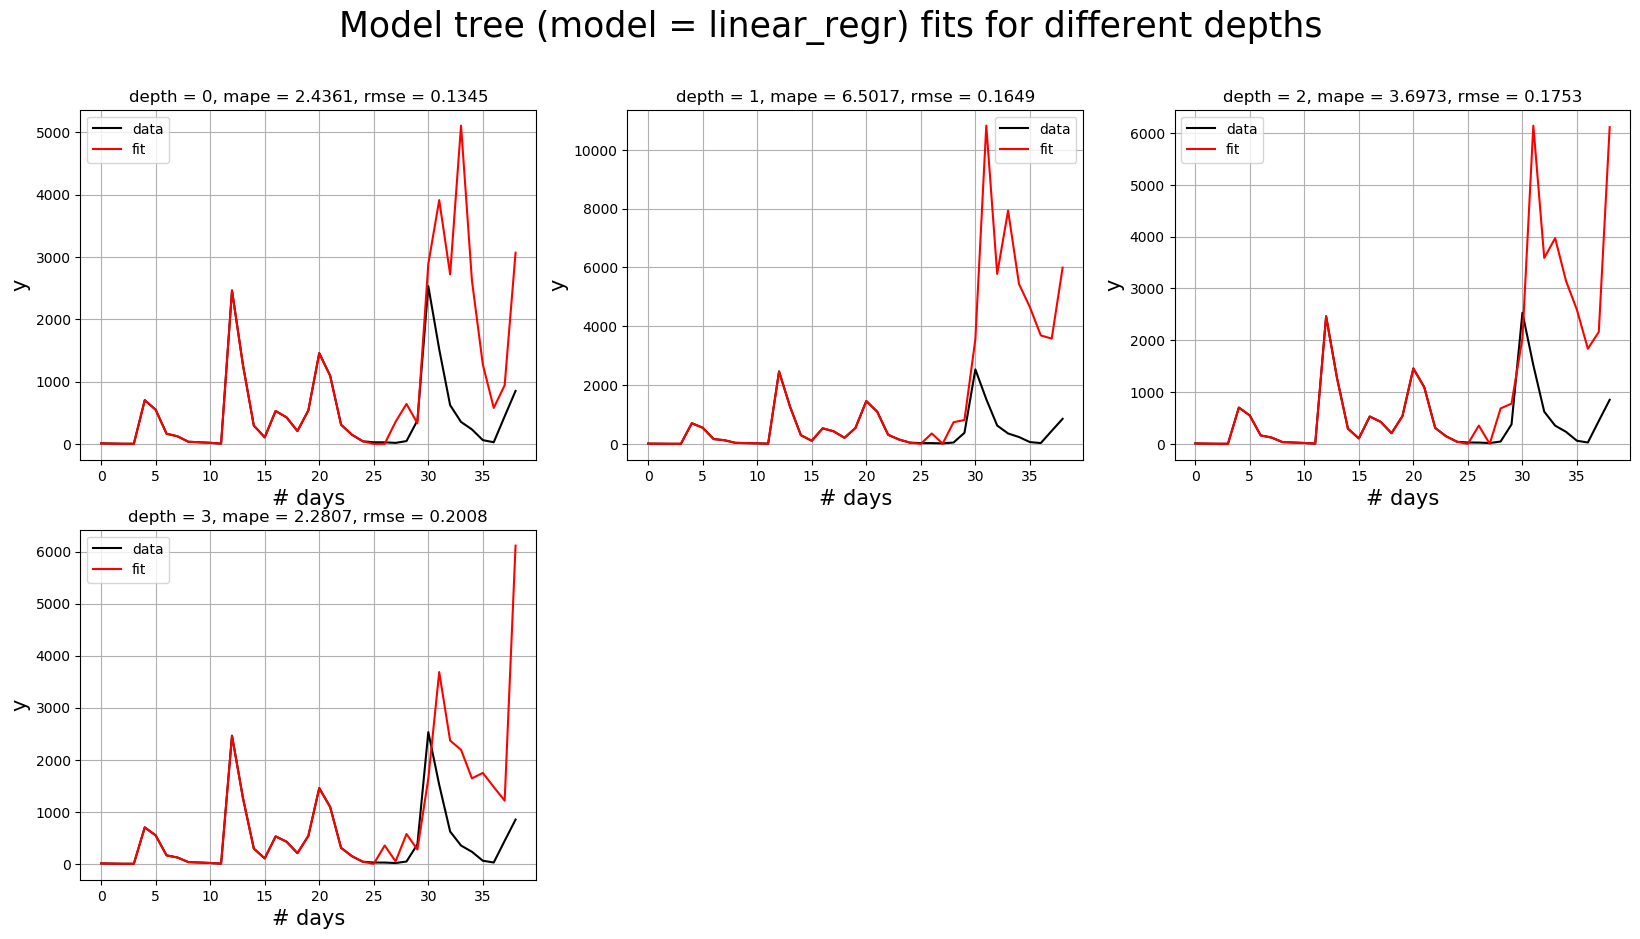 Model tree (model = linear_regr) fits for different depths
depth = 0, mape = 2.4361, rmse = 0.1345
data
fit
5000
4000
3000
2000
1000
0
y
0 5 10 15 20 25 30 35
# days
depth = 1, mape = 6.5017, rmse = 0.1649
data
fit
10000
8000
6000
4000
2000
0
y
0 5 10 15 20 25 30 35
# days
depth = 2, mape = 3.6973, rmse = 0.1753
data
fit
6000
5000
4000
3000
2000
1000
0
y
0 5 10 15 20 25 30 35
# days
depth = 3, mape = 2.2807, rmse = 0.2008
data
fit
6000
5000
4000
3000
2000
1000
0
y
0 5 10 15 20 25 30 35
# days